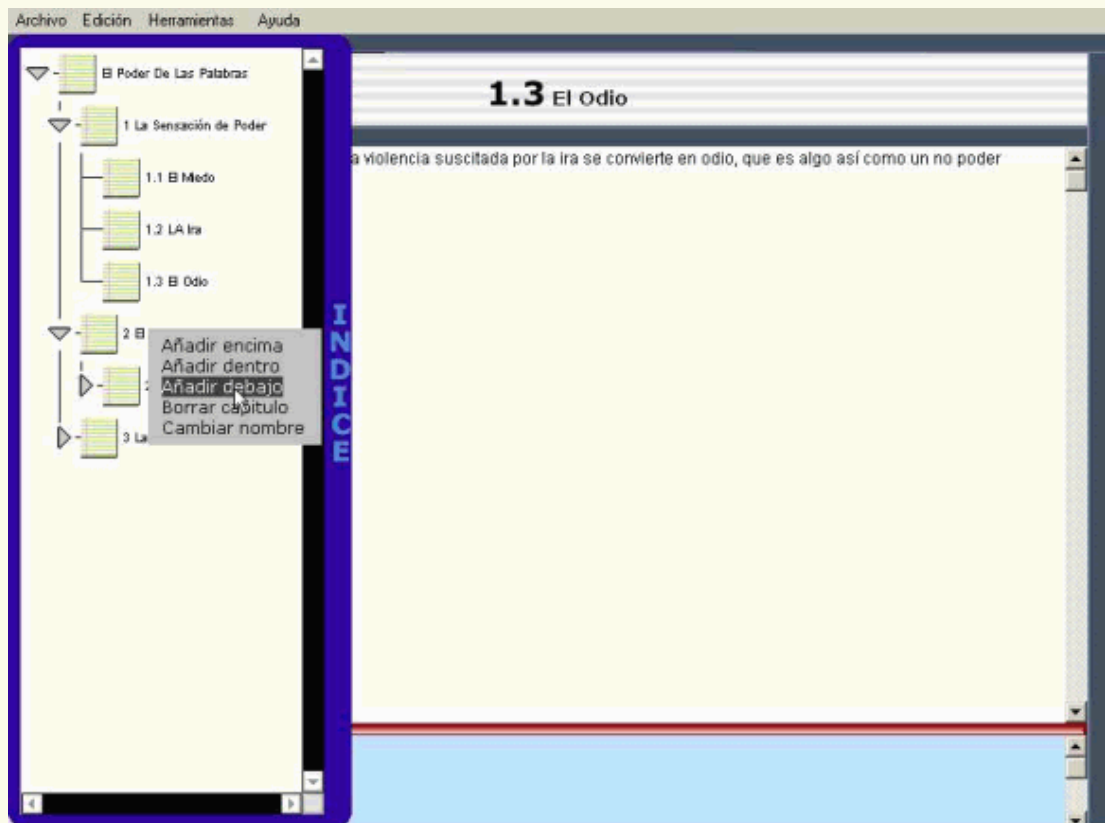 Archivo Edición Herramientas Ayuda
El Poder De Las Palabras
1 La Sensación de Poder
1.1 El Miedo
1.2 LA Ira
1.3 El Odio
2 El
2
3 La
Añadir encima
Añadir dentro
Añadir debajo
Borrar capitulo
Cambiar nombre
INDICE
1.3 El Odio
a violencia suscitada por la ira se convierte en odio, que es algo así como un no poder